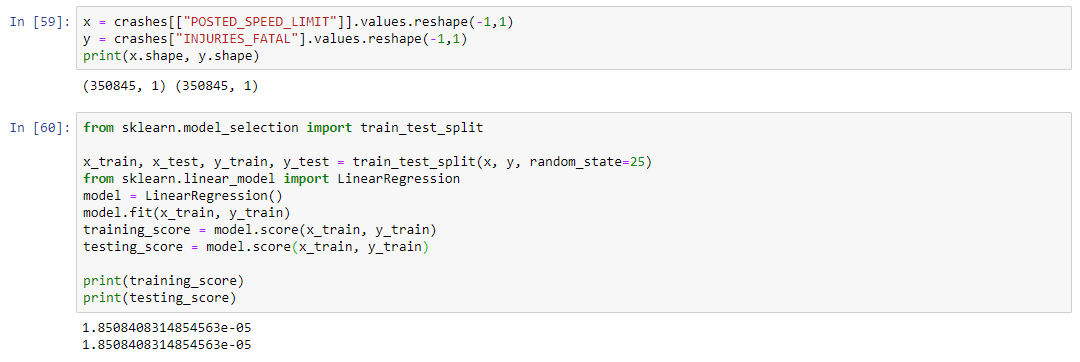 In [59]: x = crashes[["POSTED_SPEED_LIMIT"]].values.reshape(-1,1)
y = crashes["INJURIES_FATAL"].values.reshape(-1,1)
print(x.shape, y.shape)
(350845, 1) (350845, 1)
In [60]: from sklearn.model_selection import train_test_split
x_train, x_test, y_train, y_test = train_test_split(x, y, random_state=25)
from sklearn.linear_model import LinearRegression
model = LinearRegression()
model.fit(x_train, y_train)
training_score = model.score(x_train, y_train)
testing_score = model.score(x_train, y_train)
print(training_score)
print(testing_score)
1.8508408314854563e-05
1.8508408314854563e-05